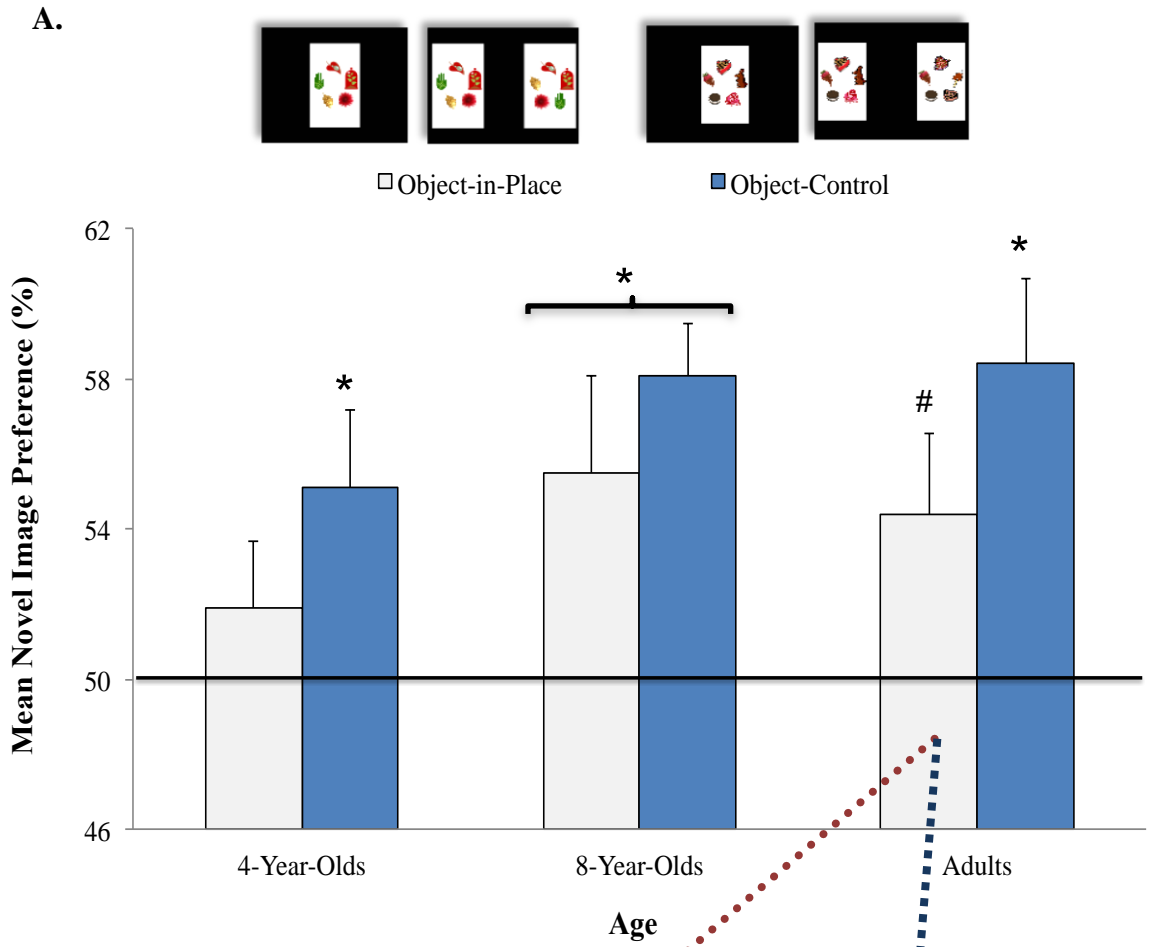 A.
Object-in-Place Object-Control
Mean Novel Image Preference (%)
62
58
54
50
46
*
*
#
*
4-Year-Olds 8-Year-Olds Adults
Age